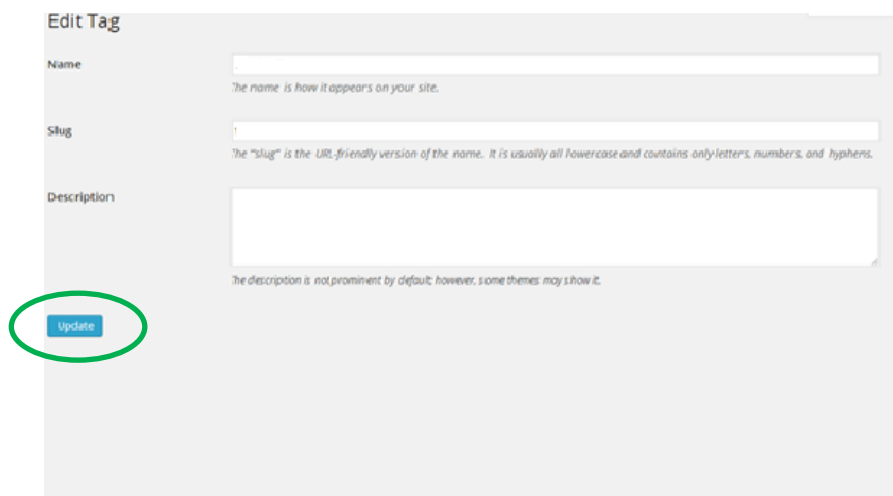 Edit Tag
Name
The name is how it appears on your site.
Slug
The "slug" is the URL-friendly version of the name. It is usually all lowercase and contains only letters, numbers, and hyphens.
Description
The description is not prominent by default; however, some themes may show it.
Update